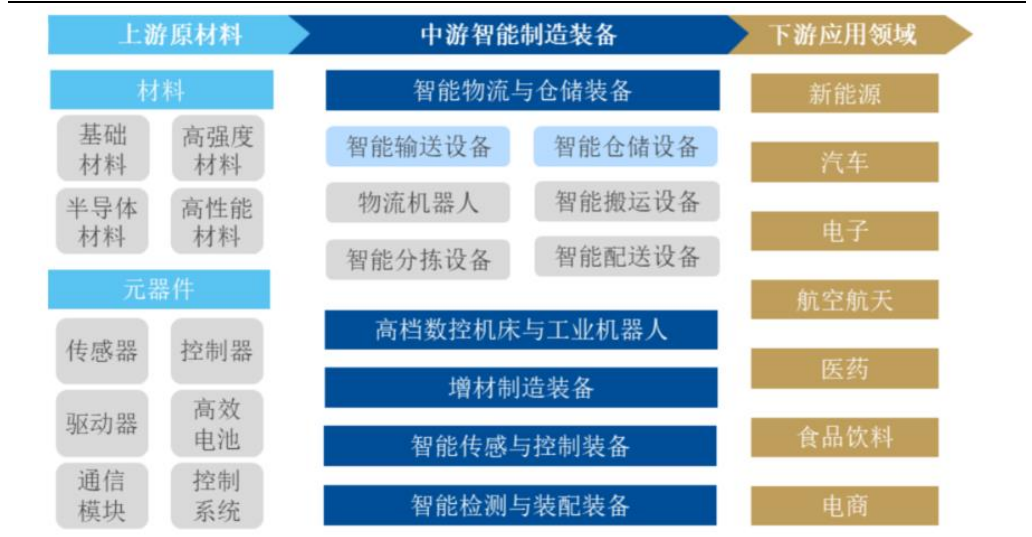 上游原材料
中游智能制造装备
下游应用领域
材料
基础
材料
高强度
材料
半导体
材料
高性能
材料
元器件
传感器
控制器
驱动器
高效
电池
通信
模块
控制
系统
智能物流与仓储装备
智能输送设备
智能仓储设备
物流机器人
智能搬运设备
智能分拣设备
智能配送设备
高档数控机床与工业机器人
增材制造装备
智能传感与控制装备
智能检测与装配装备
新能源
汽车
电子
航空航天
医药
食品饮料
电商